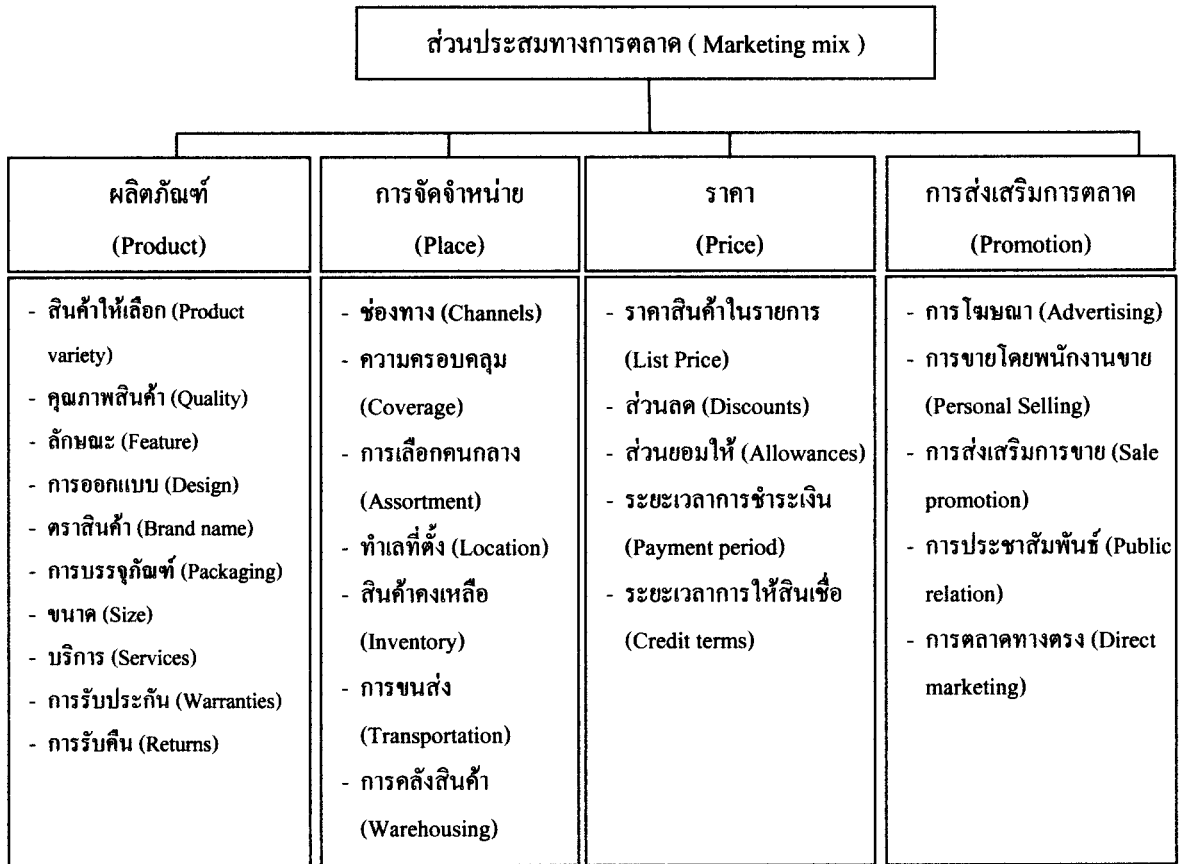 ส่วนประสมทางการตลาด ( Marketing mix )
ผลิตภัณฑ์
(Product)
- สินค้าให้เลือก (Product
variety)
- คุณภาพสินค้า (Quality)
- ลักษณะ (Feature)
- การออกแบบ (Design)
- ตราสินค้า (Brand name)
- การบรรจุภัณฑ์ (Packaging)
- ขนาด (Size)
- บริการ (Services)
- การรับประกัน (Warranties)
- การรับคืน (Returns)
การจัดจำหน่าย
(Place)
- ช่องทาง (Channels)
- ความครอบคลุม
(Coverage)
- การเลือกคนกลาง
(Assortment)
- ทำเลที่ตั้ง (Location)
- สินค้าคงเหลือ
(Inventory)
- การขนส่ง
(Transportation)
- การคลังสินค้า
(Warehousing)
ราคา
(Price)
- ราคาสินค้าในรายการ
(List Price)
- ส่วนลด (Discounts)
- ส่วนยอมให้ (Allowances)
- ระยะเวลาการชำระเงิน
(Payment period)
- ระยะเวลาการให้สินเชื่อ
(Credit terms)
การส่งเสริมการตลาด
(Promotion)
- การโฆษณา (Advertising)
- การขายโดยพนักงานขาย
(Personal Selling)
- การส่งเสริมการขาย (Sale
promotion)
- การประชาสัมพันธ์ (Public
relation)
- การตลาดทางตรง (Direct
marketing)